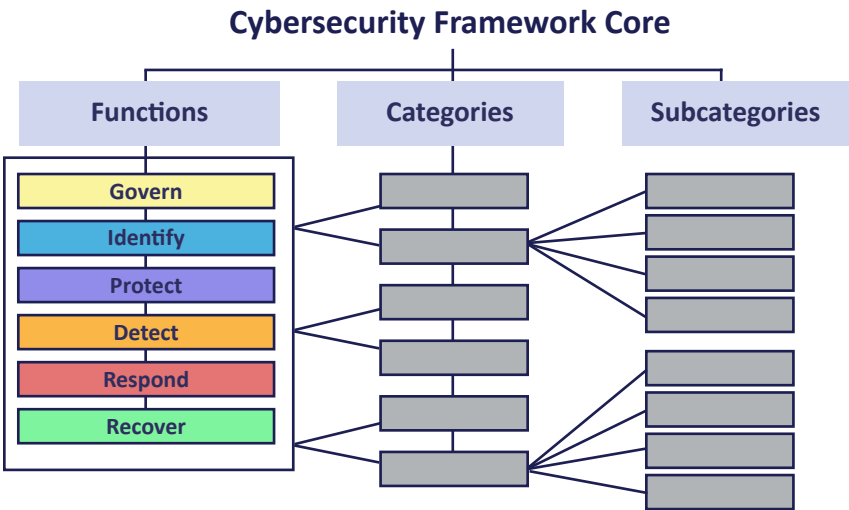 Cybersecurity Framework Core
Functions
Categories
Subcategories
Govern
Identify
Protect
Detect
Respond
Recover